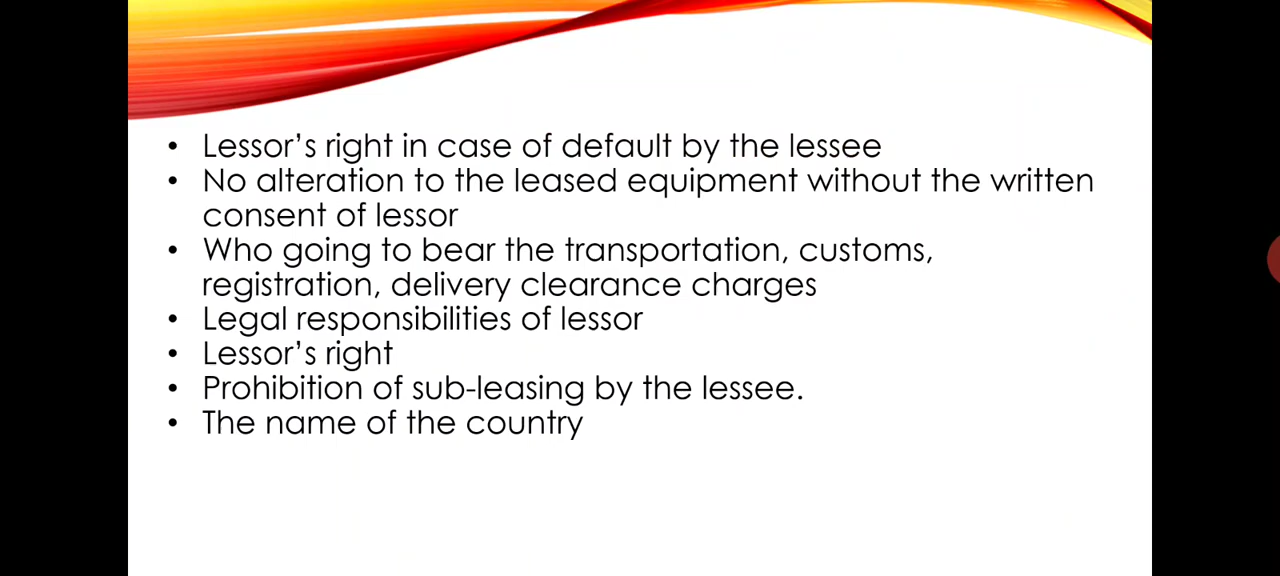 • Lessor's right in case of default by the lessee
• No alteration to the leased equipment without the written
consent of lessor
• Who going to bear the transportation, customs,
registration, delivery clearance charges
• Legal responsibilities of lessor
• Lessor's right
• Prohibition of sub-leasing by the lessee.
• The name of the country